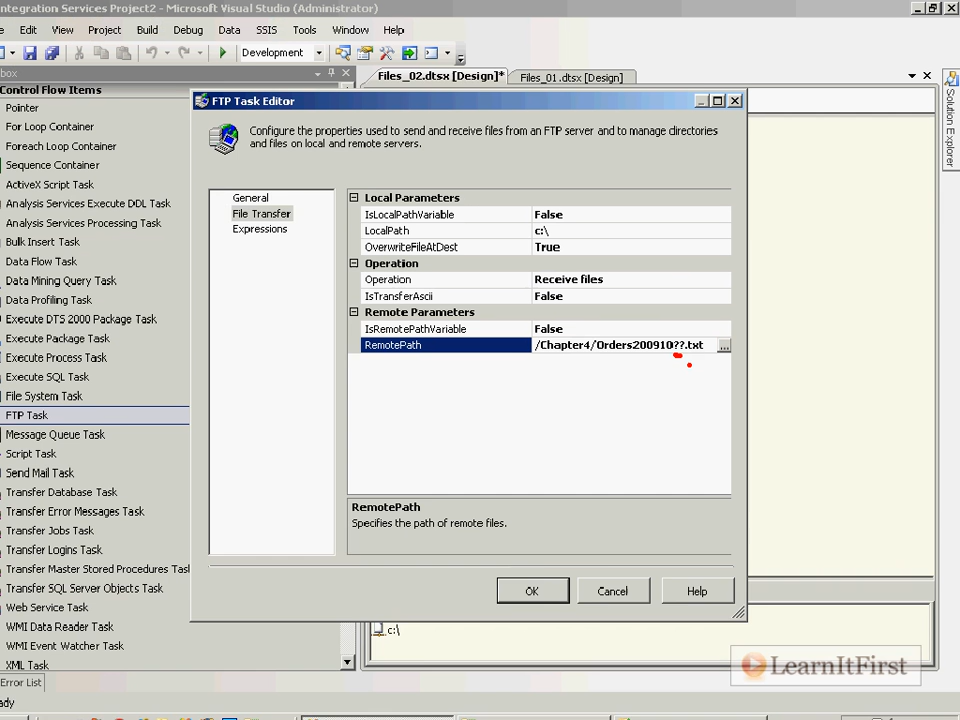 ntegration Services Project2 - Microsoft Visual Studio (Administrator)
Edit View Project Build Debug Data SSIS Tools Window Help
Development
box
Files_02.dtsx [Design]* Files_01.dtsx [Design]
Control Flow Items
Pointer
For Loop Container
Foreach Loop Container
Sequence Container
ActiveX Script Task
Analysis Services Execute DDL Task
Analysis Services Processing Task
Bulk Insert Task
Data Flow Task
Data Mining Query Task
Data Profiling Task
Execute DTS 2000 Package Task
Execute Package Task
Execute Process Task
Execute SQL Task
File System Task
FTP Task
Message Queue Task
Script Task
Send Mail Task
Transfer Database Task
Transfer Error Messages Task
Transfer Jobs Task
Transfer Logins Task
Transfer Master Stored Procedures Task
Transfer SQL Server Objects Task
Web Service Task
WMI Data Reader Task
WMI Event Watcher Task
XML Task
Error List
ady
FTP Task Editor
Configure the properties used to send and receive files from an FTP server and to manage directories
and files on local and remote servers.
General
File Transfer
Expressions
Local Parameters
IsLocalPathVariable False
LocalPath c:\
OverwriteFileAtDest True
Operation
Operation Receive files
IsTransferAscii False
Remote Parameters
IsRemotePathVariable False
RemotePath /Chapter4/Orders200910??.txt ...
RemotePath
Specifies the path of remote files.
OK Cancel Help
c:\
Solution Explorer
LearnItFirst